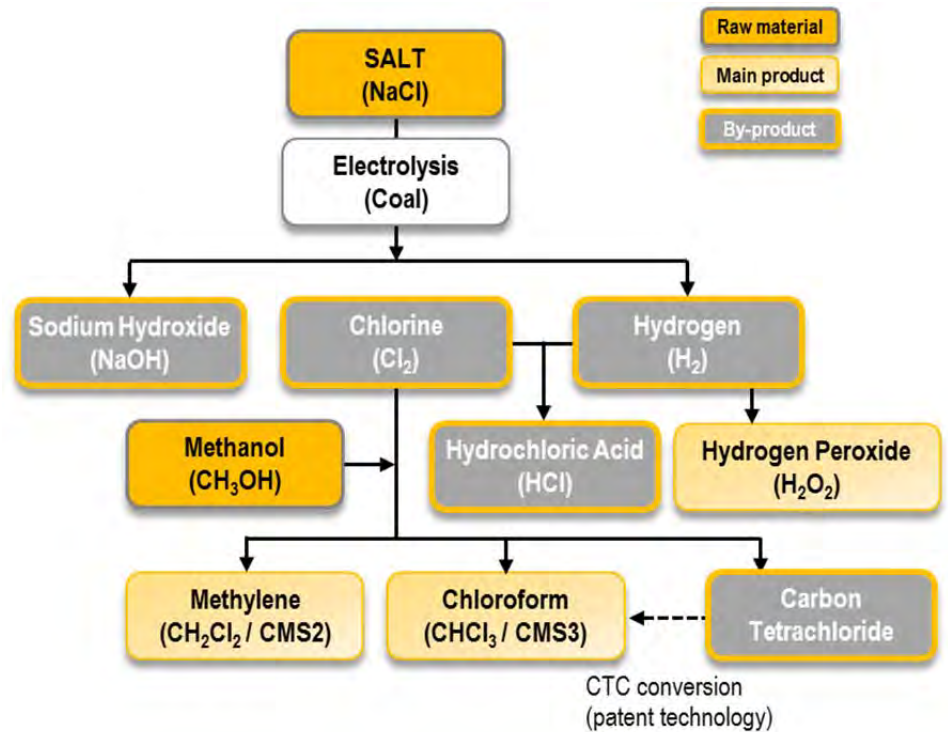 Raw material
Main product
By-product
SALT
(NaCl)
Electrolysis
(Coal)
Sodium Hydroxide
(NaOH)
Chlorine
(Cl₂)
Hydrogen
(H₂)
Methanol
(CH₃OH)
Hydrochloric Acid
(HCl)
Hydrogen Peroxide
(H₂O₂)
Methylene
(CH₂Cl₂ / CMS2)
Chloroform
(CHCl₃ / CMS3)
Carbon
Tetrachloride
CTC conversion
(patent technology)